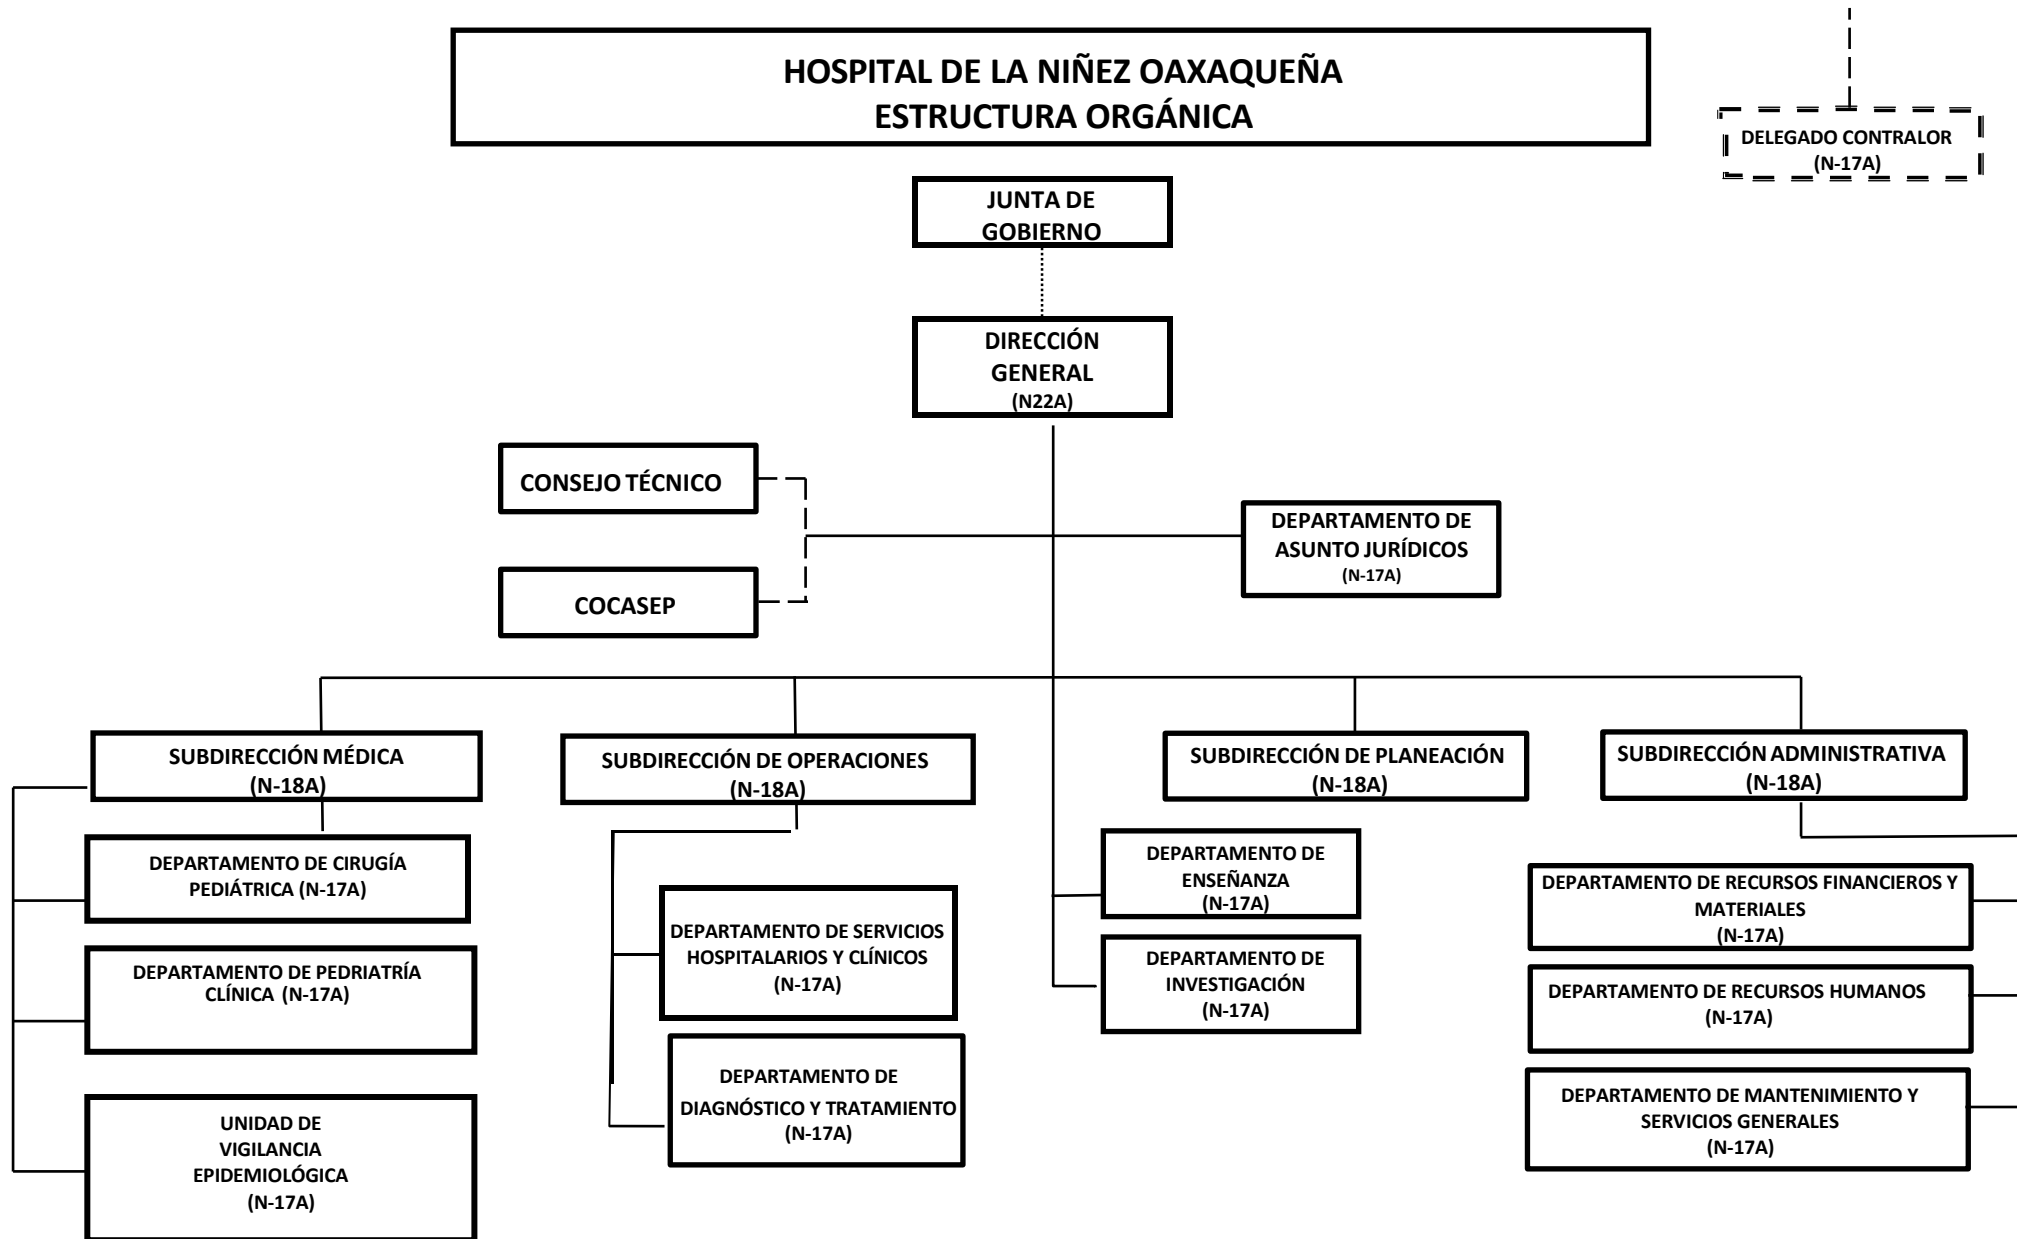 HOSPITAL DE LA NIÑEZ OAXAQUEÑA
ESTRUCTURA ORGÁNICA
DELEGADO CONTRALOR
(N-17A)
JUNTA DE
GOBIERNO
DIRECCIÓN
GENERAL
(N22A)
CONSEJO TÉCNICO
COCASEP
DEPARTAMENTO DE
ASUNTO JURÍDICOS
(N-17A)
SUBDIRECCIÓN MÉDICA
(N-18A)
DEPARTAMENTO DE CIRUGÍA
PEDIÁTRICA (N-17A)
DEPARTAMENTO DE PEDRIATRÍA
CLÍNICA (N-17A)
UNIDAD DE
VIGILANCIA
EPIDEMIOLÓGICA
(N-17A)
SUBDIRECCIÓN DE OPERACIONES
(N-18A)
DEPARTAMENTO DE SERVICIOS
HOSPITALARIOS Y CLÍNICOS
(N-17A)
DEPARTAMENTO DE
DIAGNÓSTICO Y TRATAMIENTO
(N-17A)
SUBDIRECCIÓN DE PLANEACIÓN
(N-18A)
DEPARTAMENTO DE
ENSEÑANZA
(N-17A)
DEPARTAMENTO DE
INVESTIGACIÓN
(N-17A)
SUBDIRECCIÓN ADMINISTRATIVA
(N-18A)
DEPARTAMENTO DE RECURSOS FINANCIEROS Y
MATERIALES
(N-17A)
DEPARTAMENTO DE RECURSOS HUMANOS
(N-17A)
DEPARTAMENTO DE MANTENIMIENTO Y
SERVICIOS GENERALES
(N-17A)